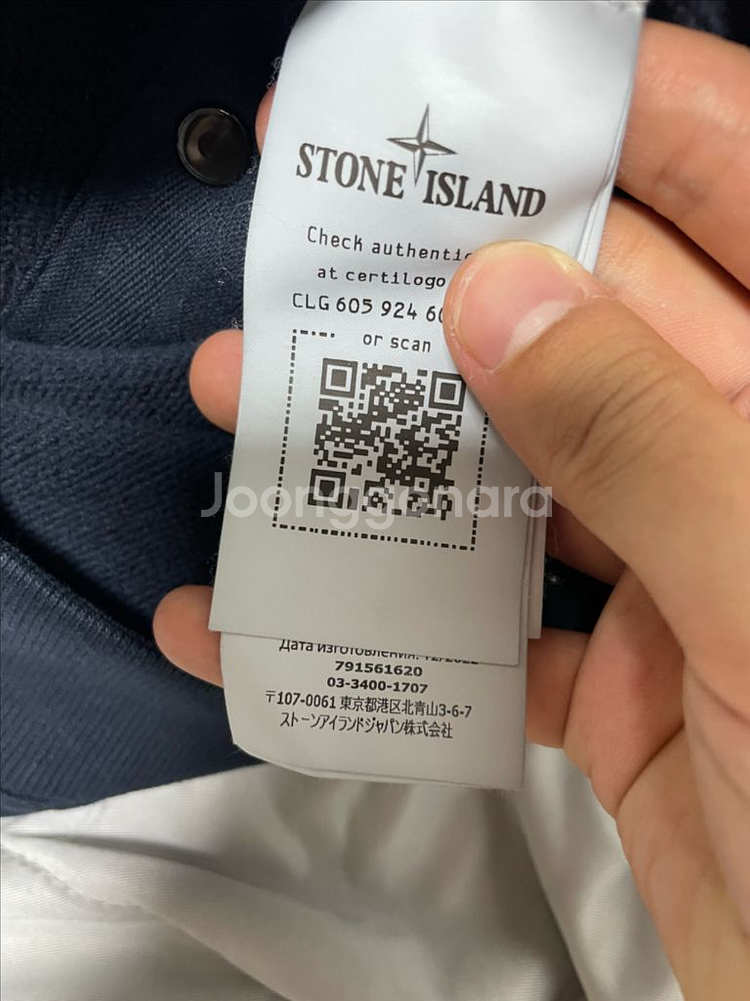 STONE ISLAND
Check authentic
at certilogo
CLG 605 924 60
or scan
Joonggonara
Дата изготовления: 12/2022
791561620
03-3400-1707
〒107-0061 東京都港区北青山3-6-7
ストーンアイランドジャパン株式会社